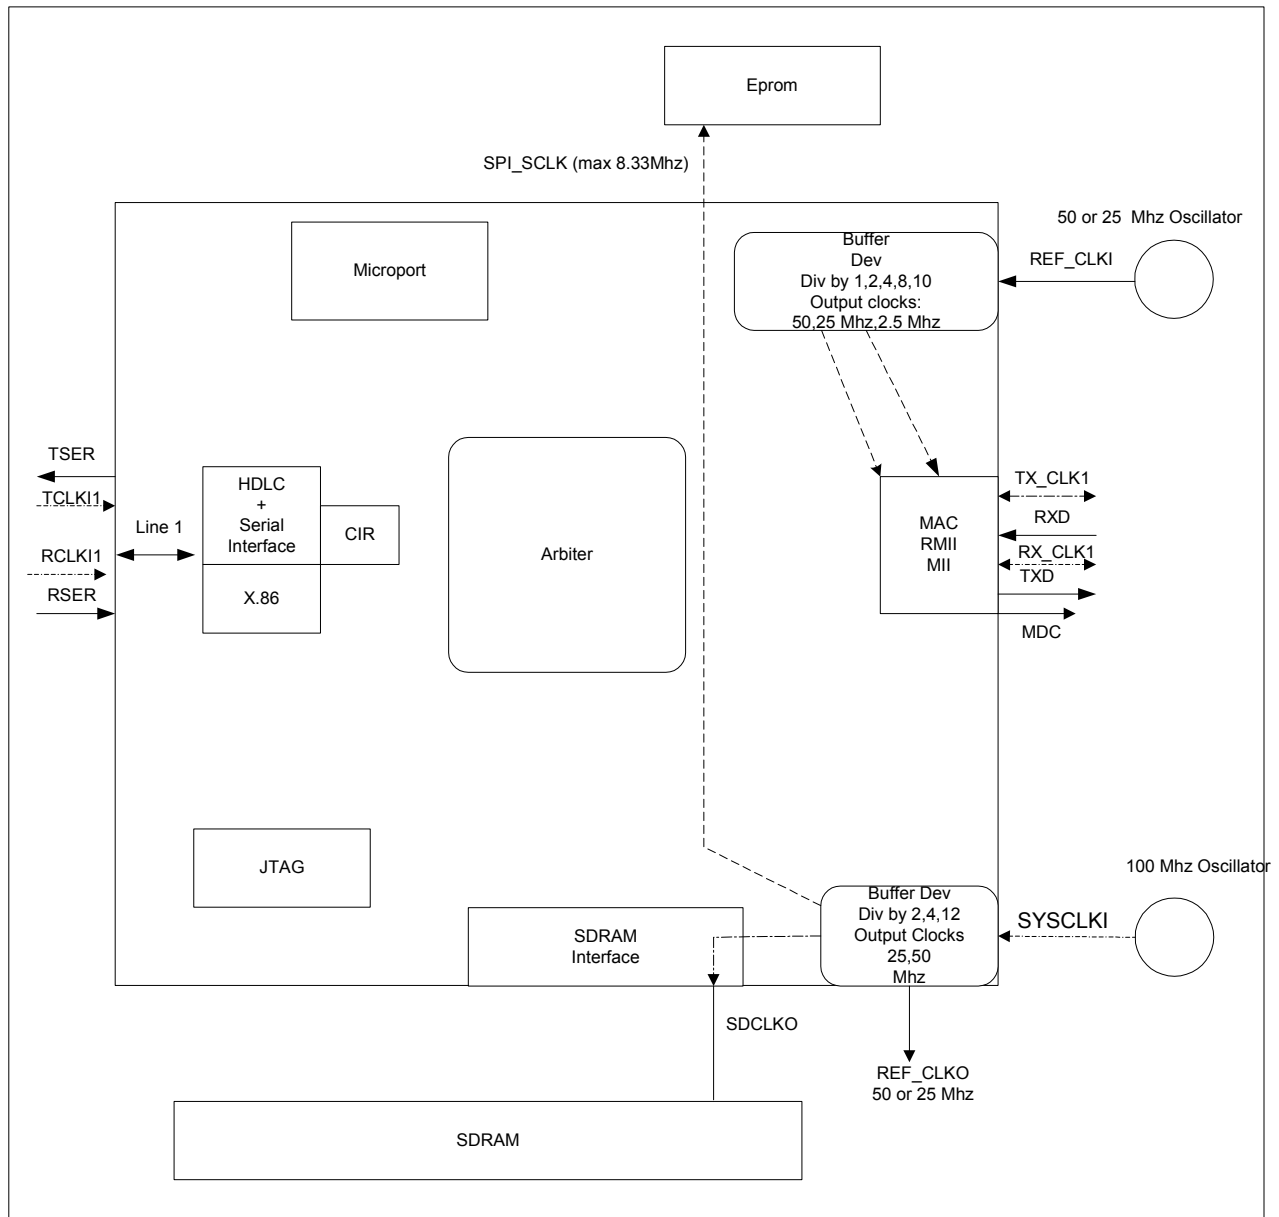 Eprom
SPI_SCLK (max 8.33Mhz)
50 or 25 Mhz Oscillator
Microport
Buffer
Dev
Div by 1,2,4,8,10
Output clocks:
50,25 Mhz,2.5 Mhz
REF_CLKI
TSER
TCLKI1
Line 1
RCLKI1
RSER
HDLC
+
Serial
Interface
CIR
X.86
Arbiter
MAC
RMII
MII
TX_CLK1
RXD
RX_CLK1
TXD
MDC
JTAG
SDRAM
Interface
Buffer Dev
Div by 2,4,12
Output Clocks
25,50
Mhz
100 Mhz Oscillator
SYSCLKI
SDCLKO
REF_CLKO
50 or 25 Mhz
SDRAM